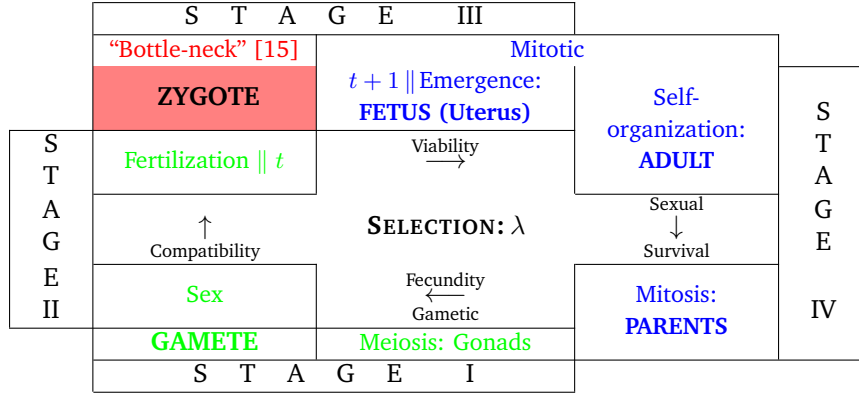 S T A G E III
"Bottle-neck" [15]
Mitotic
ZYGOTE
t + 1 ∥ Emergence:
FETUS (Uterus)
Self-
organization:
ADULT
S
T
A
G
E
II
Fertilization ∥ t
Viability
→
S
T
A
G
E
IV
↑
Compatibility
SELECTION: λ
Sexual
↓
Survival
Sex
Fecundity
←
Gametic
Mitosis:
PARENTS
GAMETE
Meiosis: Gonads
S T A G E I